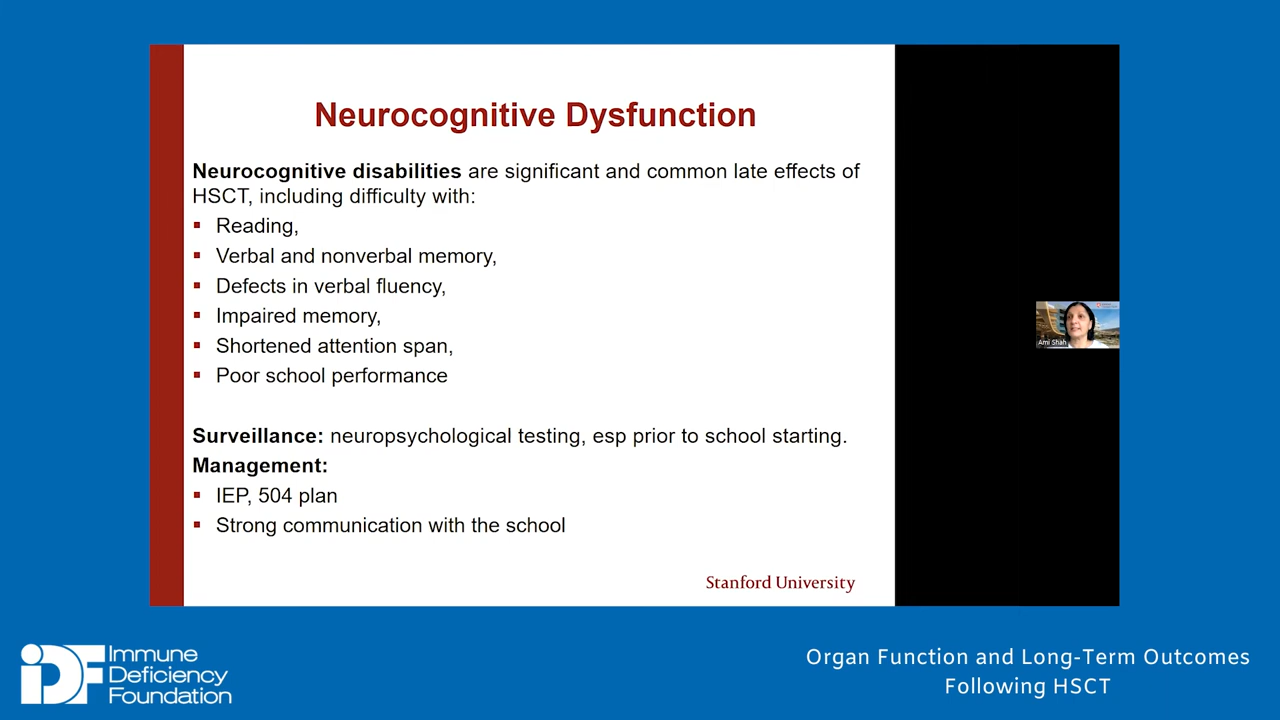 Neurocognitive Dysfunction
Neurocognitive disabilities are significant and common late effects of
HSCT, including difficulty with:
Reading,
Verbal and nonverbal memory,
Defects in verbal fluency,
Impaired memory,
Shortened attention span,
Poor school performance
Surveillance: neuropsychological testing, esp prior to school starting.
Management:
IEP, 504 plan
Strong communication with the school
Stanford University
Ami Shah
IDF Immune
Deficiency
Foundation
Organ Function and Long-Term Outcomes
Following HSCT